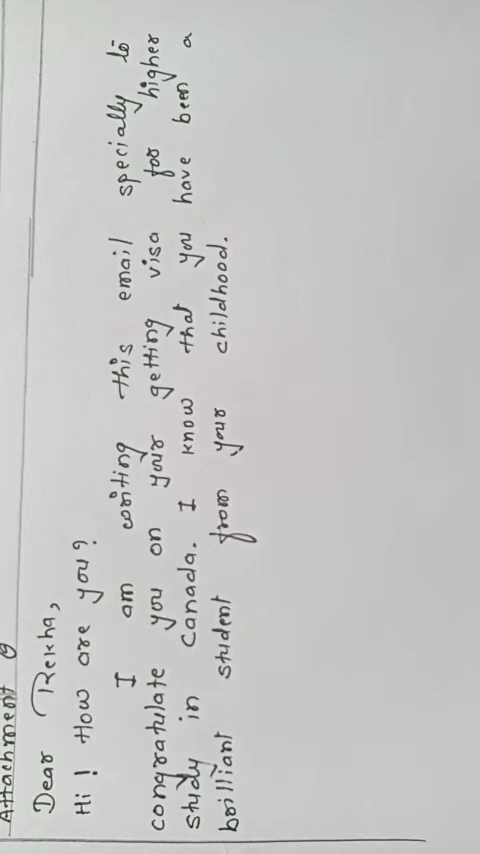 Attachment
Dear Rekha,
Hi! How are you?
I am writing this email specially to
congratulate you on your getting visa for higher
study in Canada. I know that you have been a
brilliant student from your childhood.